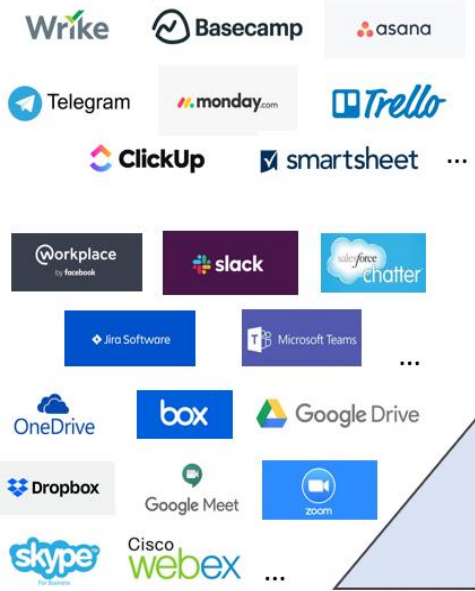 Wrike
Basecamp
asana
Telegram
monday.com
Trello
ClickUp
smartsheet ...
Workplace
by facebook
slack
salesforce
chatter
Jira Software
Microsoft Teams
...
OneDrive
box
Google Drive
Dropbox
Google Meet
zoom
skype
For Business
Cisco
webex ...